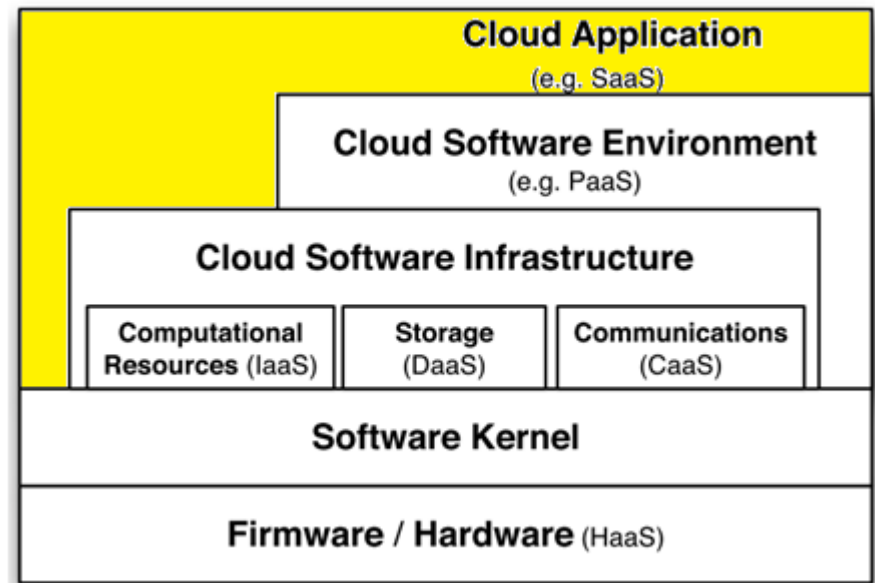 Cloud Application
(e.g. SaaS)
Cloud Software Environment
(e.g. PaaS)
Cloud Software Infrastructure
Computational
Resources (IaaS)
Storage
(DaaS)
Communications
(CaaS)
Software Kernel
Firmware / Hardware (HaaS)